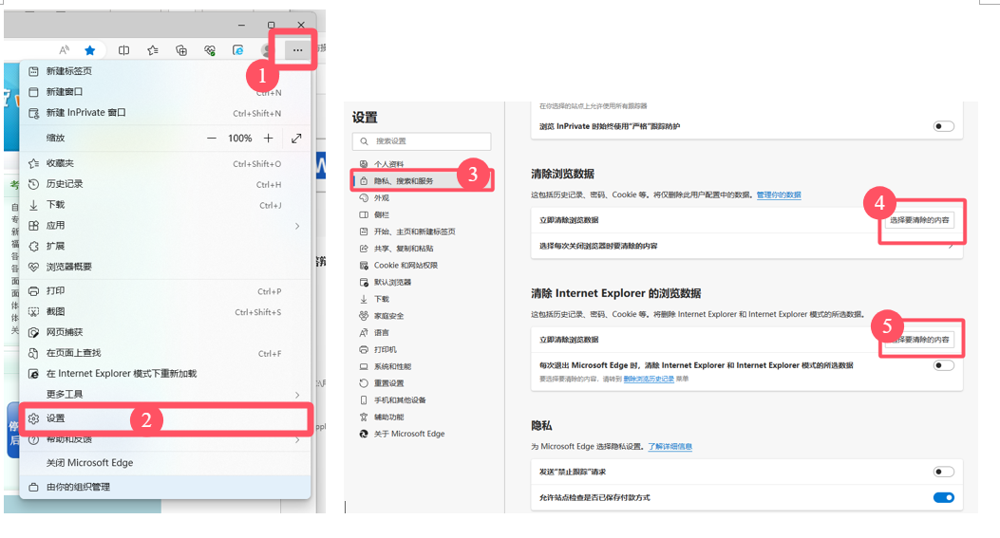 1
新建标签页
新建窗口 Ctrl+N
新建 InPrivate 窗口 Ctrl+Shift+N
缩放 100%
收藏夹 Ctrl+Shift+O
历史记录 Ctrl+H
下载 Ctrl+J
应用
扩展
浏览器概要
打印 Ctrl+P
截图 Ctrl+Shift+S
网页捕获
在页面上查找 Ctrl+F
在 Internet Explorer 模式下重新加载
更多工具
设置 2
帮助和反馈
关闭 Microsoft Edge
由你的组织管理
设置
搜索设置
个人资料
隐私、搜索和服务 3
外观
侧栏
开始、主页和新建标签页
共享、复制和粘贴
Cookie 和网站权限
默认浏览器
下载
家庭安全
语言
打印机
系统和性能
重置设置
手机和其他设备
辅助功能
关于 Microsoft Edge
在你选择的站点上允许使用所有跟踪器
浏览 InPrivate 时始终使用“严格”跟踪防护
清除浏览数据
这包括历史记录、密码、Cookie 等。将仅删除此用户配置中的数据。管理你的数据
4
立即清除浏览数据 选择要清除的内容
选择每次关闭浏览器时要清除的内容
清除 Internet Explorer 的浏览数据
这包括历史记录、密码、Cookie 等。将删除 Internet Explorer 和 Internet Explorer 模式的所选数据。
5
立即清除浏览数据 选择要清除的内容
每次退出 Microsoft Edge 时，清除 Internet Explorer 和 Internet Explorer 模式的所选数据
要选择要清除的内容，请转到 删除浏览历史记录 菜单
隐私
为 Microsoft Edge 选择隐私设置。了解详细信息
发送“禁止跟踪”请求
允许站点检查是否已保存付款方式